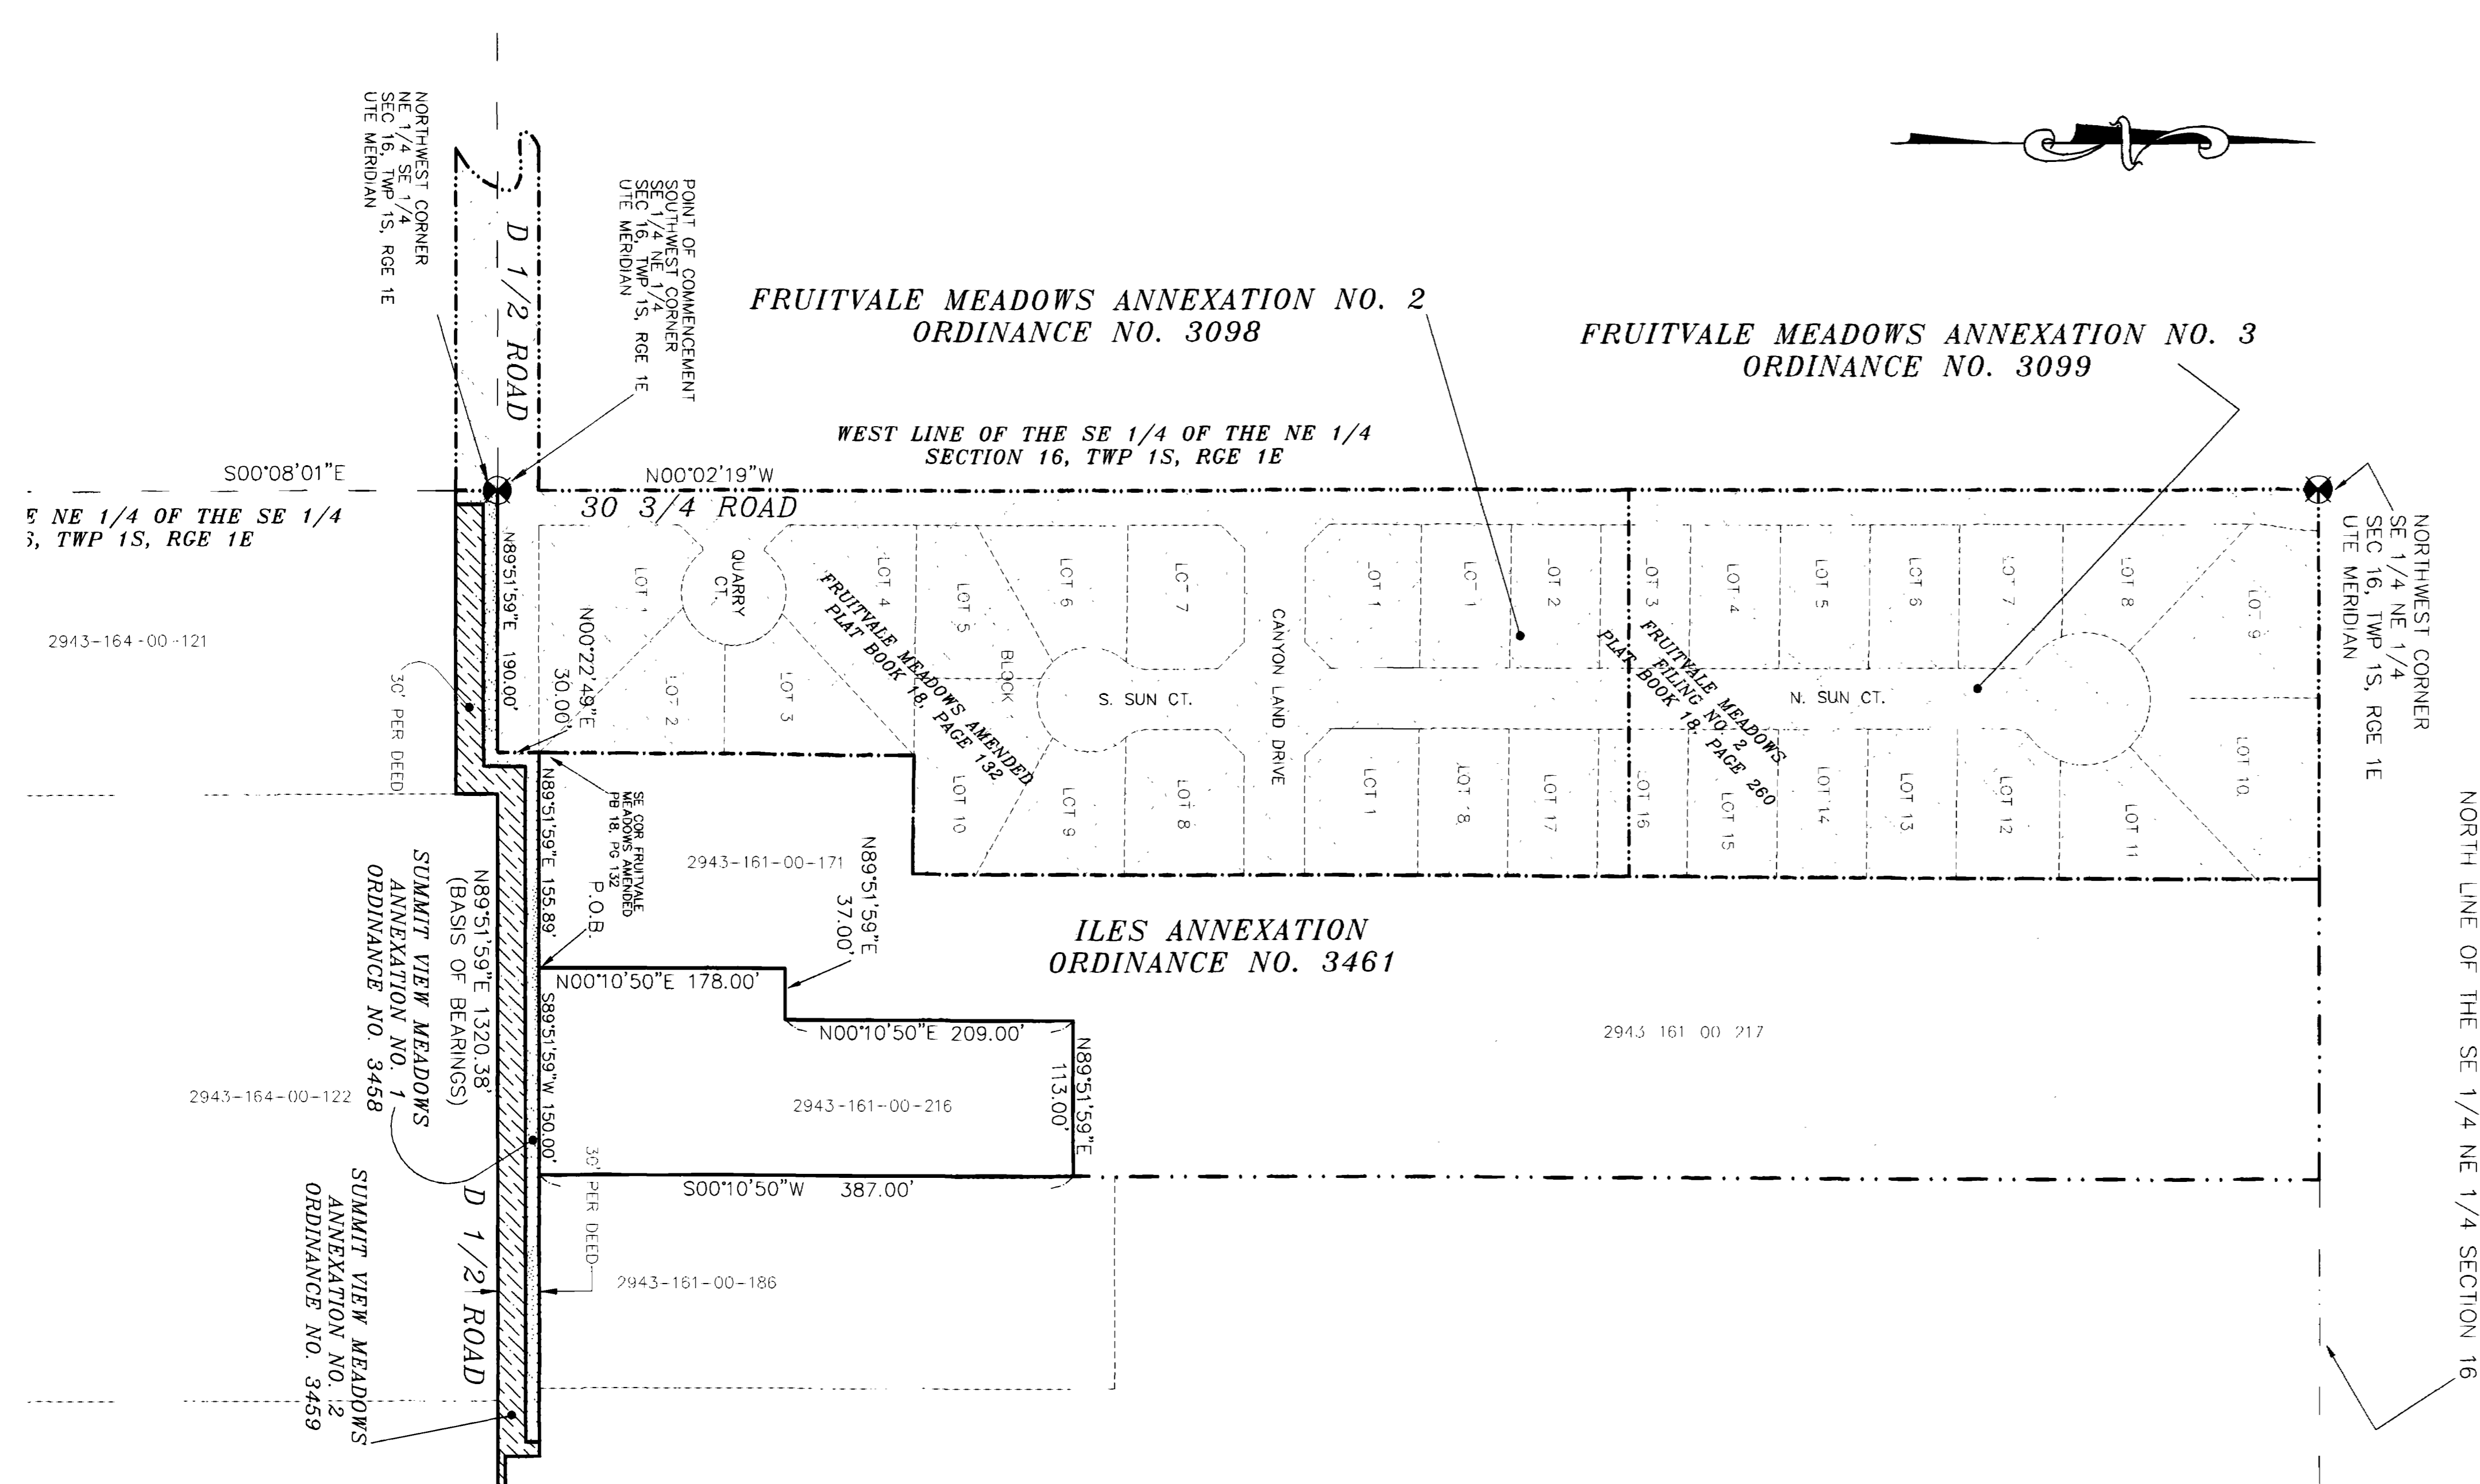 NORTHWEST CORNER
NE 1/4 SE 1/4
SEC 16, TWP 1S, RGE 1E
UTE MERIDIAN
D 1/2 ROAD
POINT OF COMMENCEMENT
SOUTHWEST CORNER
SE 1/4 NE 1/4
SEC 16, TWP 1S, RGE 1E
UTE MERIDIAN
FRUITVALE MEADOWS ANNEXATION NO. 2
ORDINANCE NO. 3098
FRUITVALE MEADOWS ANNEXATION NO. 3
ORDINANCE NO. 3099
WEST LINE OF THE SE 1/4 OF THE NE 1/4
SECTION 16, TWP 1S, RGE 1E
S00°08'01"E
N00°02'19"W
30 3/4 ROAD
E NE 1/4 OF THE SE 1/4
, TWP 1S, RGE 1E
NORTHWEST CORNER
SE 1/4 NE 1/4
SEC 16, TWP 1S, RGE 1E
UTE MERIDIAN
NORTH LINE OF THE SE 1/4 NE 1/4 SECTION 16
2943-164-00-121
30' PER DEED
N89°51'59"E 190.00'
N00°22'49"E
30.00'
LOT 1
QUARRY
CT.
LOT 2
LOT 3
LOT 4
LOT 5
LOT 6
LOT 7
BLOCK 1
FRUITVALE MEADOWS AMENDED
PLAT BOOK 18, PAGE 132
S. SUN CT.
LOT 10
LOT 9
LOT 8
CANYON LAND DRIVE
LOT 1
LOT 1
LOT 2
LOT 3
LOT 4
LOT 5
LOT 6
LOT 7
LOT 8
LOT 9
FRUITVALE MEADOWS
FILING NO. 2
PLAT BOOK 18, PAGE 260
N. SUN CT.
LOT 1
LOT 18
LOT 17
LOT 16
LOT 15
LOT 14
LOT 13
LOT 12
LOT 11
LOT 10
SE COR FRUITVALE
MEADOWS AMENDED
PB 18, PG 132
N89°51'59"E 155.89'
P.O.B.
2943-161-00-171
N89°51'59"E
37.00'
ILES ANNEXATION
ORDINANCE NO. 3461
N00°10'50"E 178.00'
N00°10'50"E 209.00'
N89°51'59"E
113.00'
2943-161-00-216
2943 161 00 217
S89°51'59"W 150.00'
S00°10'50"W 387.00'
30' PER DEED
2943-161-00-186
N89°51'59"E 1320.38'
(BASIS OF BEARINGS)
SUMMIT VIEW MEADOWS
ANNEXATION NO. 1
ORDINANCE NO. 3458
2943-164-00-122
D 1/2 ROAD
SUMMIT VIEW MEADOWS
ANNEXATION NO. 2
ORDINANCE NO. 3459